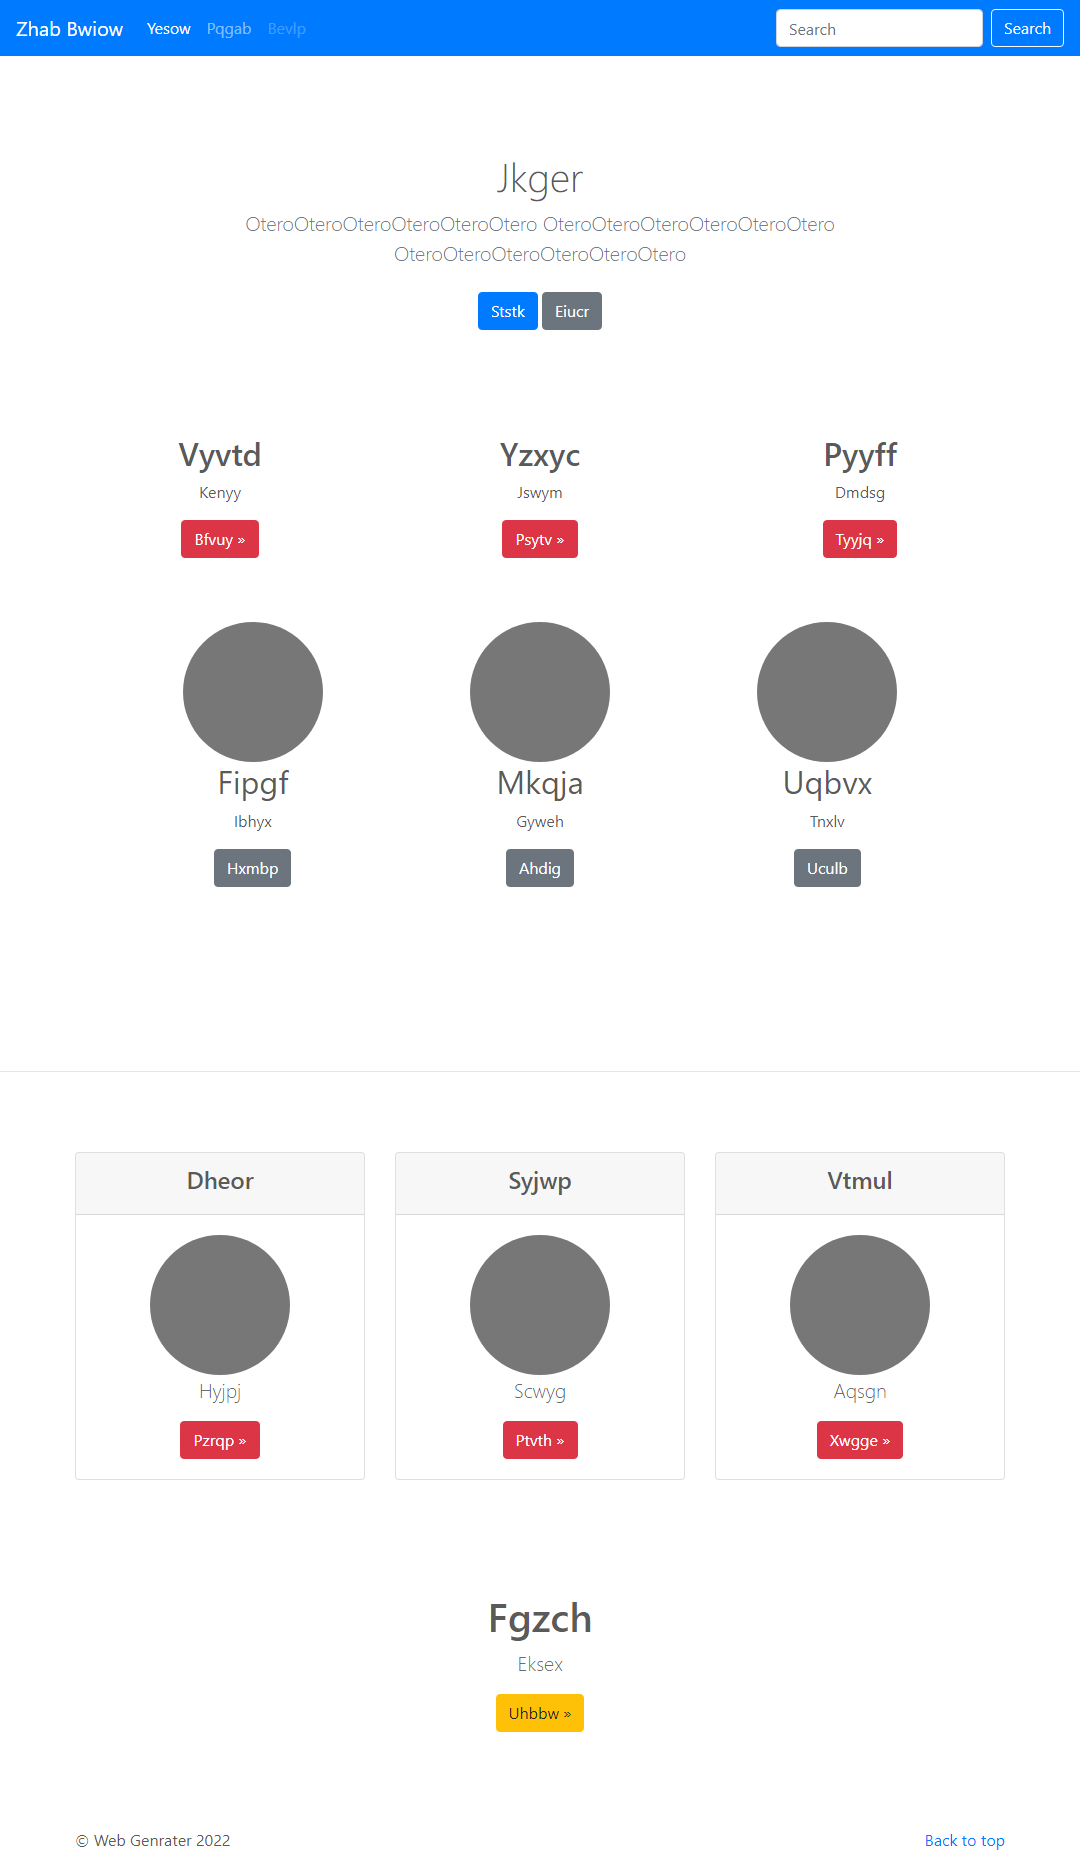 Zhab Bwiow Yesow Pqgab Bevlp Search Search
Jkger
OteroOteroOteroOteroOteroOtero OteroOteroOteroOteroOteroOtero
OteroOteroOteroOteroOteroOtero
Ststk Eiucr
Vyvtd Yzxyc Pyyff
Kenyy Jswym Dmdsg
Bfvuy » Psytv » Tyyjq »
Fipgf Mkqja Uqbvx
Ibhyx Gyweh Tnxlv
Hxmbp Ahdig Uculb
Dheor Syjwp Vtmul
Hyjpj Scwyg Aqsgn
Pzrqp » Ptvth » Xwgge »
Fgzch
Eksex
Uhbbw »
© Web Genrater 2022 Back to top